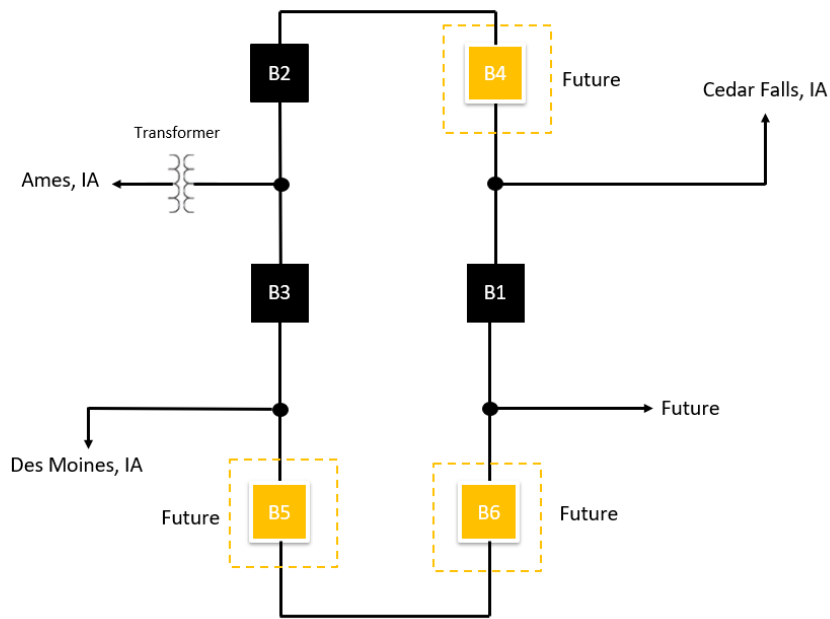 B2
B4
Future
Cedar Falls, IA
Transformer
Ames, IA
B3
B1
Future
Des Moines, IA
Future
B5
B6
Future